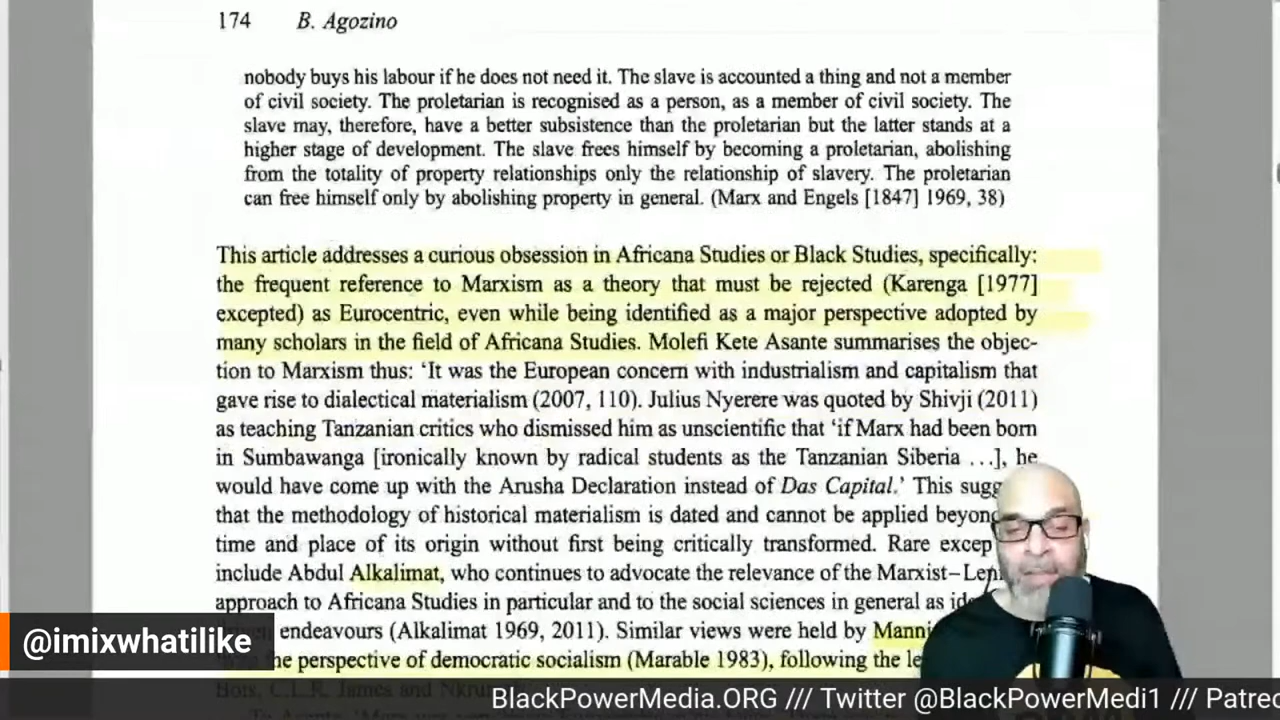 174 B. Agozino
nobody buys his labour if he does not need it. The slave is accounted a thing and not a member
of civil society. The proletarian is recognised as a person, as a member of civil society. The
slave may, therefore, have a better subsistence than the proletarian but the latter stands at a
higher stage of development. The slave frees himself by becoming a proletarian, abolishing
from the totality of property relationships only the relationship of slavery. The proletarian
can free himself only by abolishing property in general. (Marx and Engels [1847] 1969, 38)
This article addresses a curious obsession in Africana Studies or Black Studies, specifically:
the frequent reference to Marxism as a theory that must be rejected (Karenga [1977]
excepted) as Eurocentric, even while being identified as a major perspective adopted by
many scholars in the field of Africana Studies. Molefi Kete Asante summarises the objec-
tion to Marxism thus: ‘It was the European concern with industrialism and capitalism that
gave rise to dialectical materialism (2007, 110). Julius Nyerere was quoted by Shivji (2011)
as teaching Tanzanian critics who dismissed him as unscientific that ‘if Marx had been born
in Sumbawanga [ironically known by radical students as the Tanzanian Siberia …], he
would have come up with the Arusha Declaration instead of Das Capital.’ This sugg
that the methodology of historical materialism is dated and cannot be applied beyon
time and place of its origin without first being critically transformed. Rare excep
include Abdul Alkalimat, who continues to advocate the relevance of the Marxist–Len
approach to Africana Studies in particular and to the social sciences in general as ide
endeavours (Alkalimat 1969, 2011). Similar views were held by Manni
the perspective of democratic socialism (Marable 1983), following the le
Bois, C.L.R. James and Nkru
@imixwhatilike
BlackPowerMedia.ORG /// Twitter @BlackPowerMedi1 /// Patreo